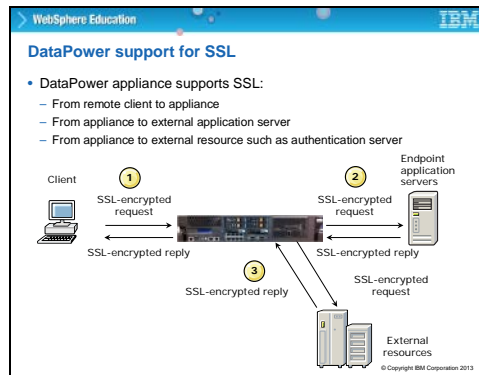 WebSphere Education
IBM
DataPower support for SSL
• DataPower appliance supports SSL:
– From remote client to appliance
– From appliance to external application server
– From appliance to external resource such as authentication server
Client
1
SSL-encrypted
request
SSL-encrypted reply
2
SSL-encrypted
request
SSL-encrypted reply
Endpoint
application
servers
3
SSL-encrypted reply
SSL-encrypted
request
External
resources
© Copyright IBM Corporation 2013